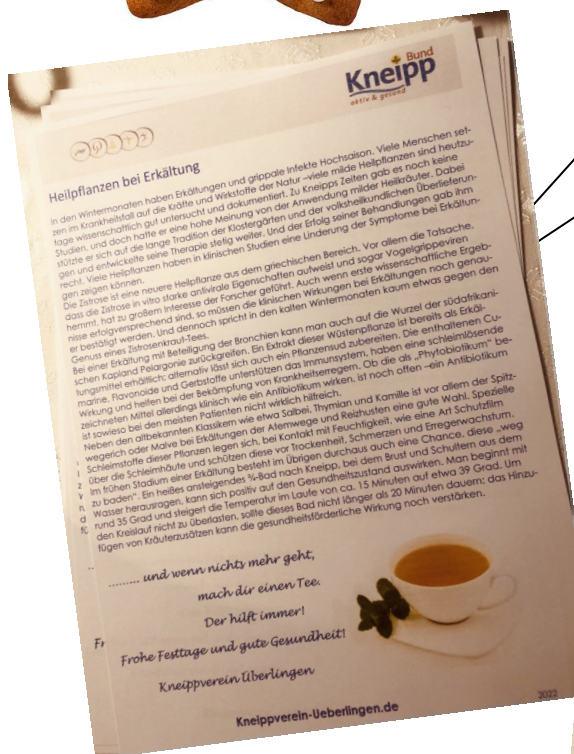 Kneipp
Bund
aktiv & gesund
Heilpflanzen bei Erkältung
In den Wintermonaten haben Erkältungen und grippale Infekte Hochsaison. Viele Menschen set-
zen im Krankheitsfall auf die Kräfte und Wirkstoffe der Natur –viele milde Heilpflanzen sind heutzu-
tage wissenschaftlich gut untersucht und dokumentiert. Zu Kneipps Zeiten gab es noch keine
Studien, und doch hatte er eine hohe Meinung von der Anwendung milder Heilkräuter. Dabei
stützte er sich auf die lange Tradition der Klostergärten und der volksheilkundlichen Überlieferun-
gen und entwickelte seine Therapie stetig weiter. Und der Erfolg seiner Behandlungen gab ihm
recht. Viele Heilpflanzen haben in klinischen Studien eine Linderung der Symptome bei Erkältun-
gen zeigen können.
Die Zistrose ist eine neuere Heilpflanze aus dem griechischen Bereich. Vor allem die Tatsache,
dass die Zistrose in vitro starke antivirale Eigenschaften aufweist und sogar Vogelgrippeviren
hemmt, hat zu großem Interesse der Forscher geführt. Auch wenn erste wissenschaftliche Ergeb-
nisse erfolgversprechend sind, so müssen die klinischen Wirkungen bei Erkältungen noch genau-
er bestätigt werden. Und dennoch spricht in den kalten Wintermonaten kaum etwas gegen den
Genuss eines Zistrosenkraut-Tees.
Bei einer Erkältung mit Beteiligung der Bronchien kann man auch auf die Wurzel der südafrikani-
schen Kapland Pelargonie zurückgreifen. Ein Extrakt dieser Wüstenpflanze ist bereits als Erkäl-
tungsmittel erhältlich; alternativ lässt sich auch ein Pflanzensud zubereiten. Die enthaltenen Cu-
marine, Flavonoide und Gerbstoffe unterstützen das Immunsystem, haben eine schleimlösende
Wirkung und helfen bei der Bekämpfung von Krankheitserregern. Ob die als „Phytobiotikum" be-
zeichneten Mittel allerdings klinisch wie ein Antibiotikum wirken, ist noch offen –ein Antibiotikum
ist sowieso bei den meisten Patienten nicht wirklich hilfreich.
Neben den altbekannten Klassikern wie etwa Salbei, Thymian und Kamille ist vor allem der Spitz-
wegerich oder Malve bei Erkältungen der Atemwege und Reizhusten eine gute Wahl. Spezielle
Schleimstoffe dieser Pflanzen legen sich, bei Kontakt mit Feuchtigkeit, wie eine Art Schutzfilm
über die Schleimhäute und schützen diese vor Trockenheit, Schmerzen und Erregerwachstum.
Im frühen Stadium einer Erkältung besteht im Übrigen durchaus auch eine Chance, diese „weg
zu baden". Ein heißes ansteigendes ¾-Bad nach Kneipp, bei dem Brust und Schultern aus dem
Wasser herausragen, kann sich positiv auf den Gesundheitszustand auswirken. Man beginnt mit
rund 35 Grad und steigert die Temperatur im Laufe von ca. 15 Minuten auf etwa 39 Grad. Um
den Kreislauf nicht zu überlasten, sollte dieses Bad nicht länger als 20 Minuten dauern; das Hinzu-
fügen von Kräuterzusätzen kann die gesundheitsförderliche Wirkung noch verstärken.
......... und wenn nichts mehr geht,
mach dir einen Tee.
Der hilft immer!
Frohe Festtage und gute Gesundheit!
Kneippverein Überlingen
Kneippverein-Ueberlingen.de
2022